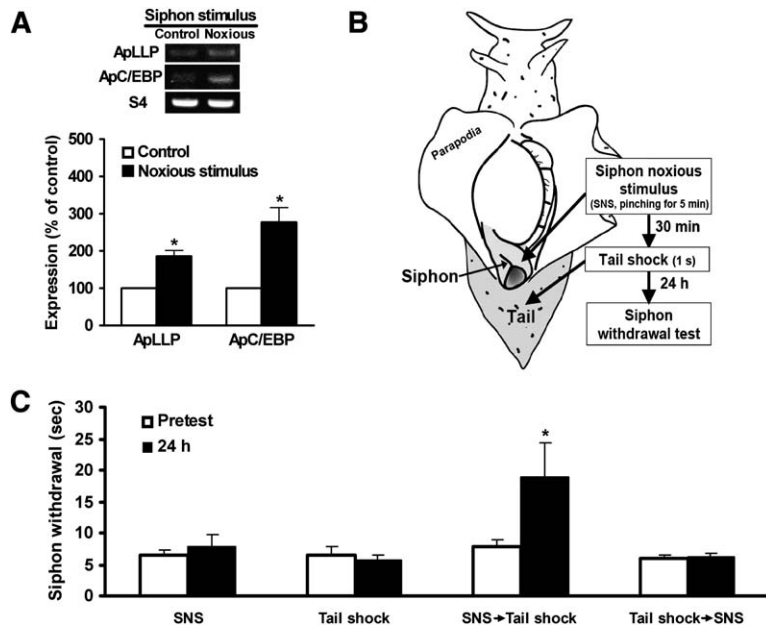 A
Siphon stimulus
Control Noxious
ApLLP
ApC/EBP
S4
Expression (% of control)
500
400
300
200
100
0
Control
Noxious stimulus
*
*
ApLLP
ApC/EBP
B
Parapodia
Siphon
Tail
Siphon noxious
stimulus
(SNS, pinching for 5 min)
30 min
Tail shock (1 s)
24 h
Siphon
withdrawal test
C
Siphon withdrawal (sec)
30
25
20
15
10
5
0
Pretest
24 h
*
SNS
Tail shock
SNS→Tail shock
Tail shock→SNS